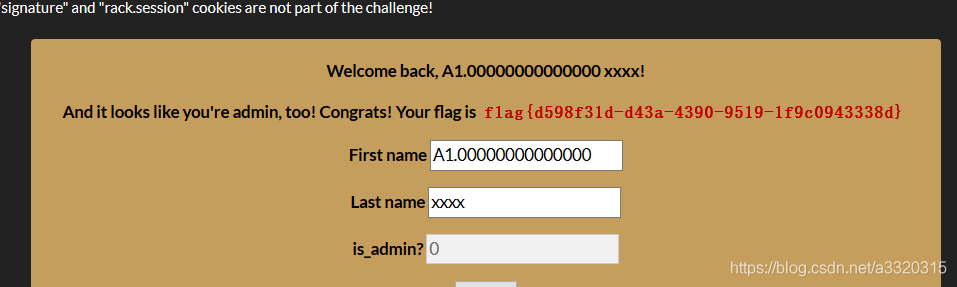 "signature" and "rack.session" cookies are not part of the challenge!
Welcome back, A1.00000000000000 xxxx!
And it looks like you're admin, too! Congrats! Your flag is flag{d598f31d-d43a-4390-9519-1f9c0943338d}
First name A1.00000000000000
Last name xxxx
is_admin? 0
https://blog.csdn.net/a3320315